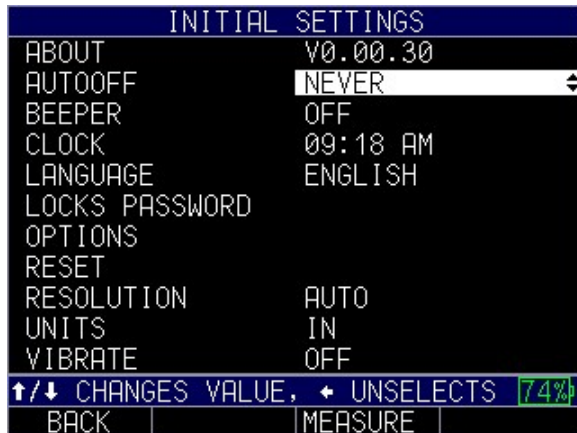 INITIAL SETTINGS
ABOUT V0.00.30
AUTOOFF NEVER
BEEPER OFF
CLOCK 09:18 AM
LANGUAGE ENGLISH
LOCKS PASSWORD
OPTIONS
RESET
RESOLUTION AUTO
UNITS IN
VIBRATE OFF
↑/↓ CHANGES VALUE, ← UNSELECTS 74%
BACK MEASURE